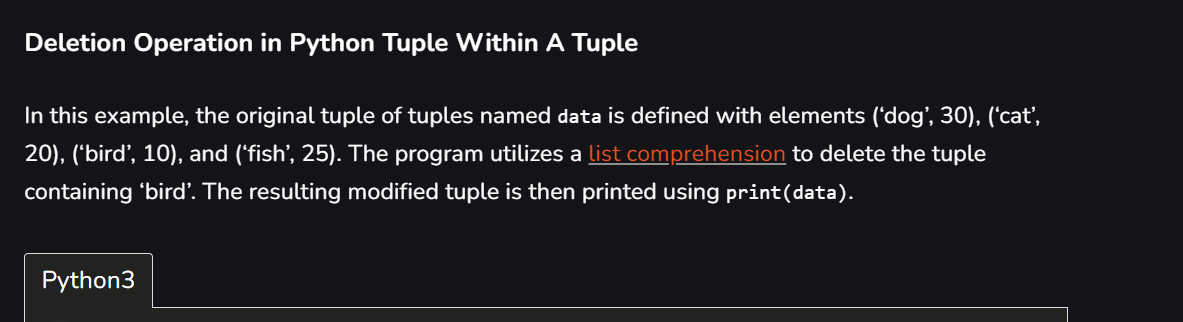 Deletion Operation in Python Tuple Within A Tuple
In this example, the original tuple of tuples named data is defined with elements (‘dog’, 30), (‘cat’,
20), (‘bird’, 10), and (‘fish’, 25). The program utilizes a list comprehension to delete the tuple
containing ‘bird’. The resulting modified tuple is then printed using print(data).
Python3